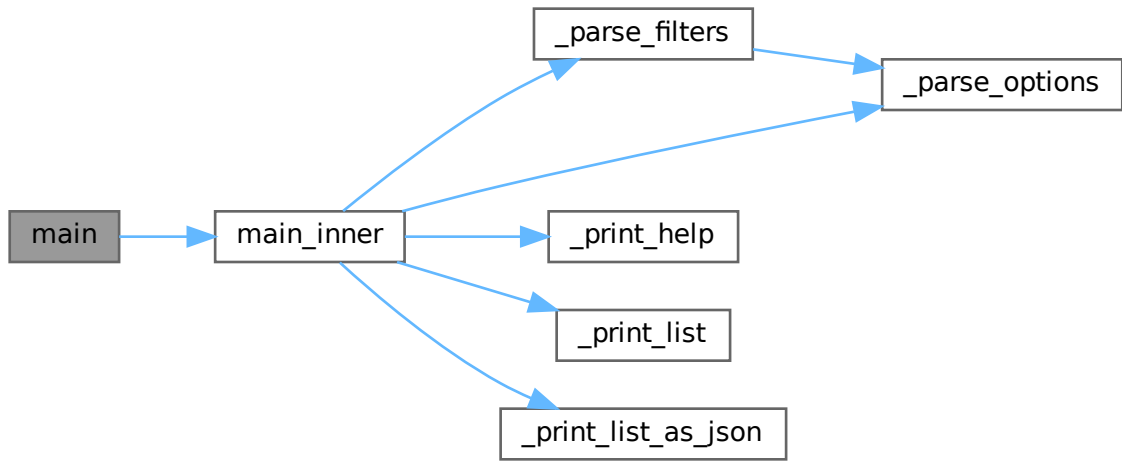 _parse_filters
_parse_options
main
main_inner
_print_help
_print_list
_print_list_as_json